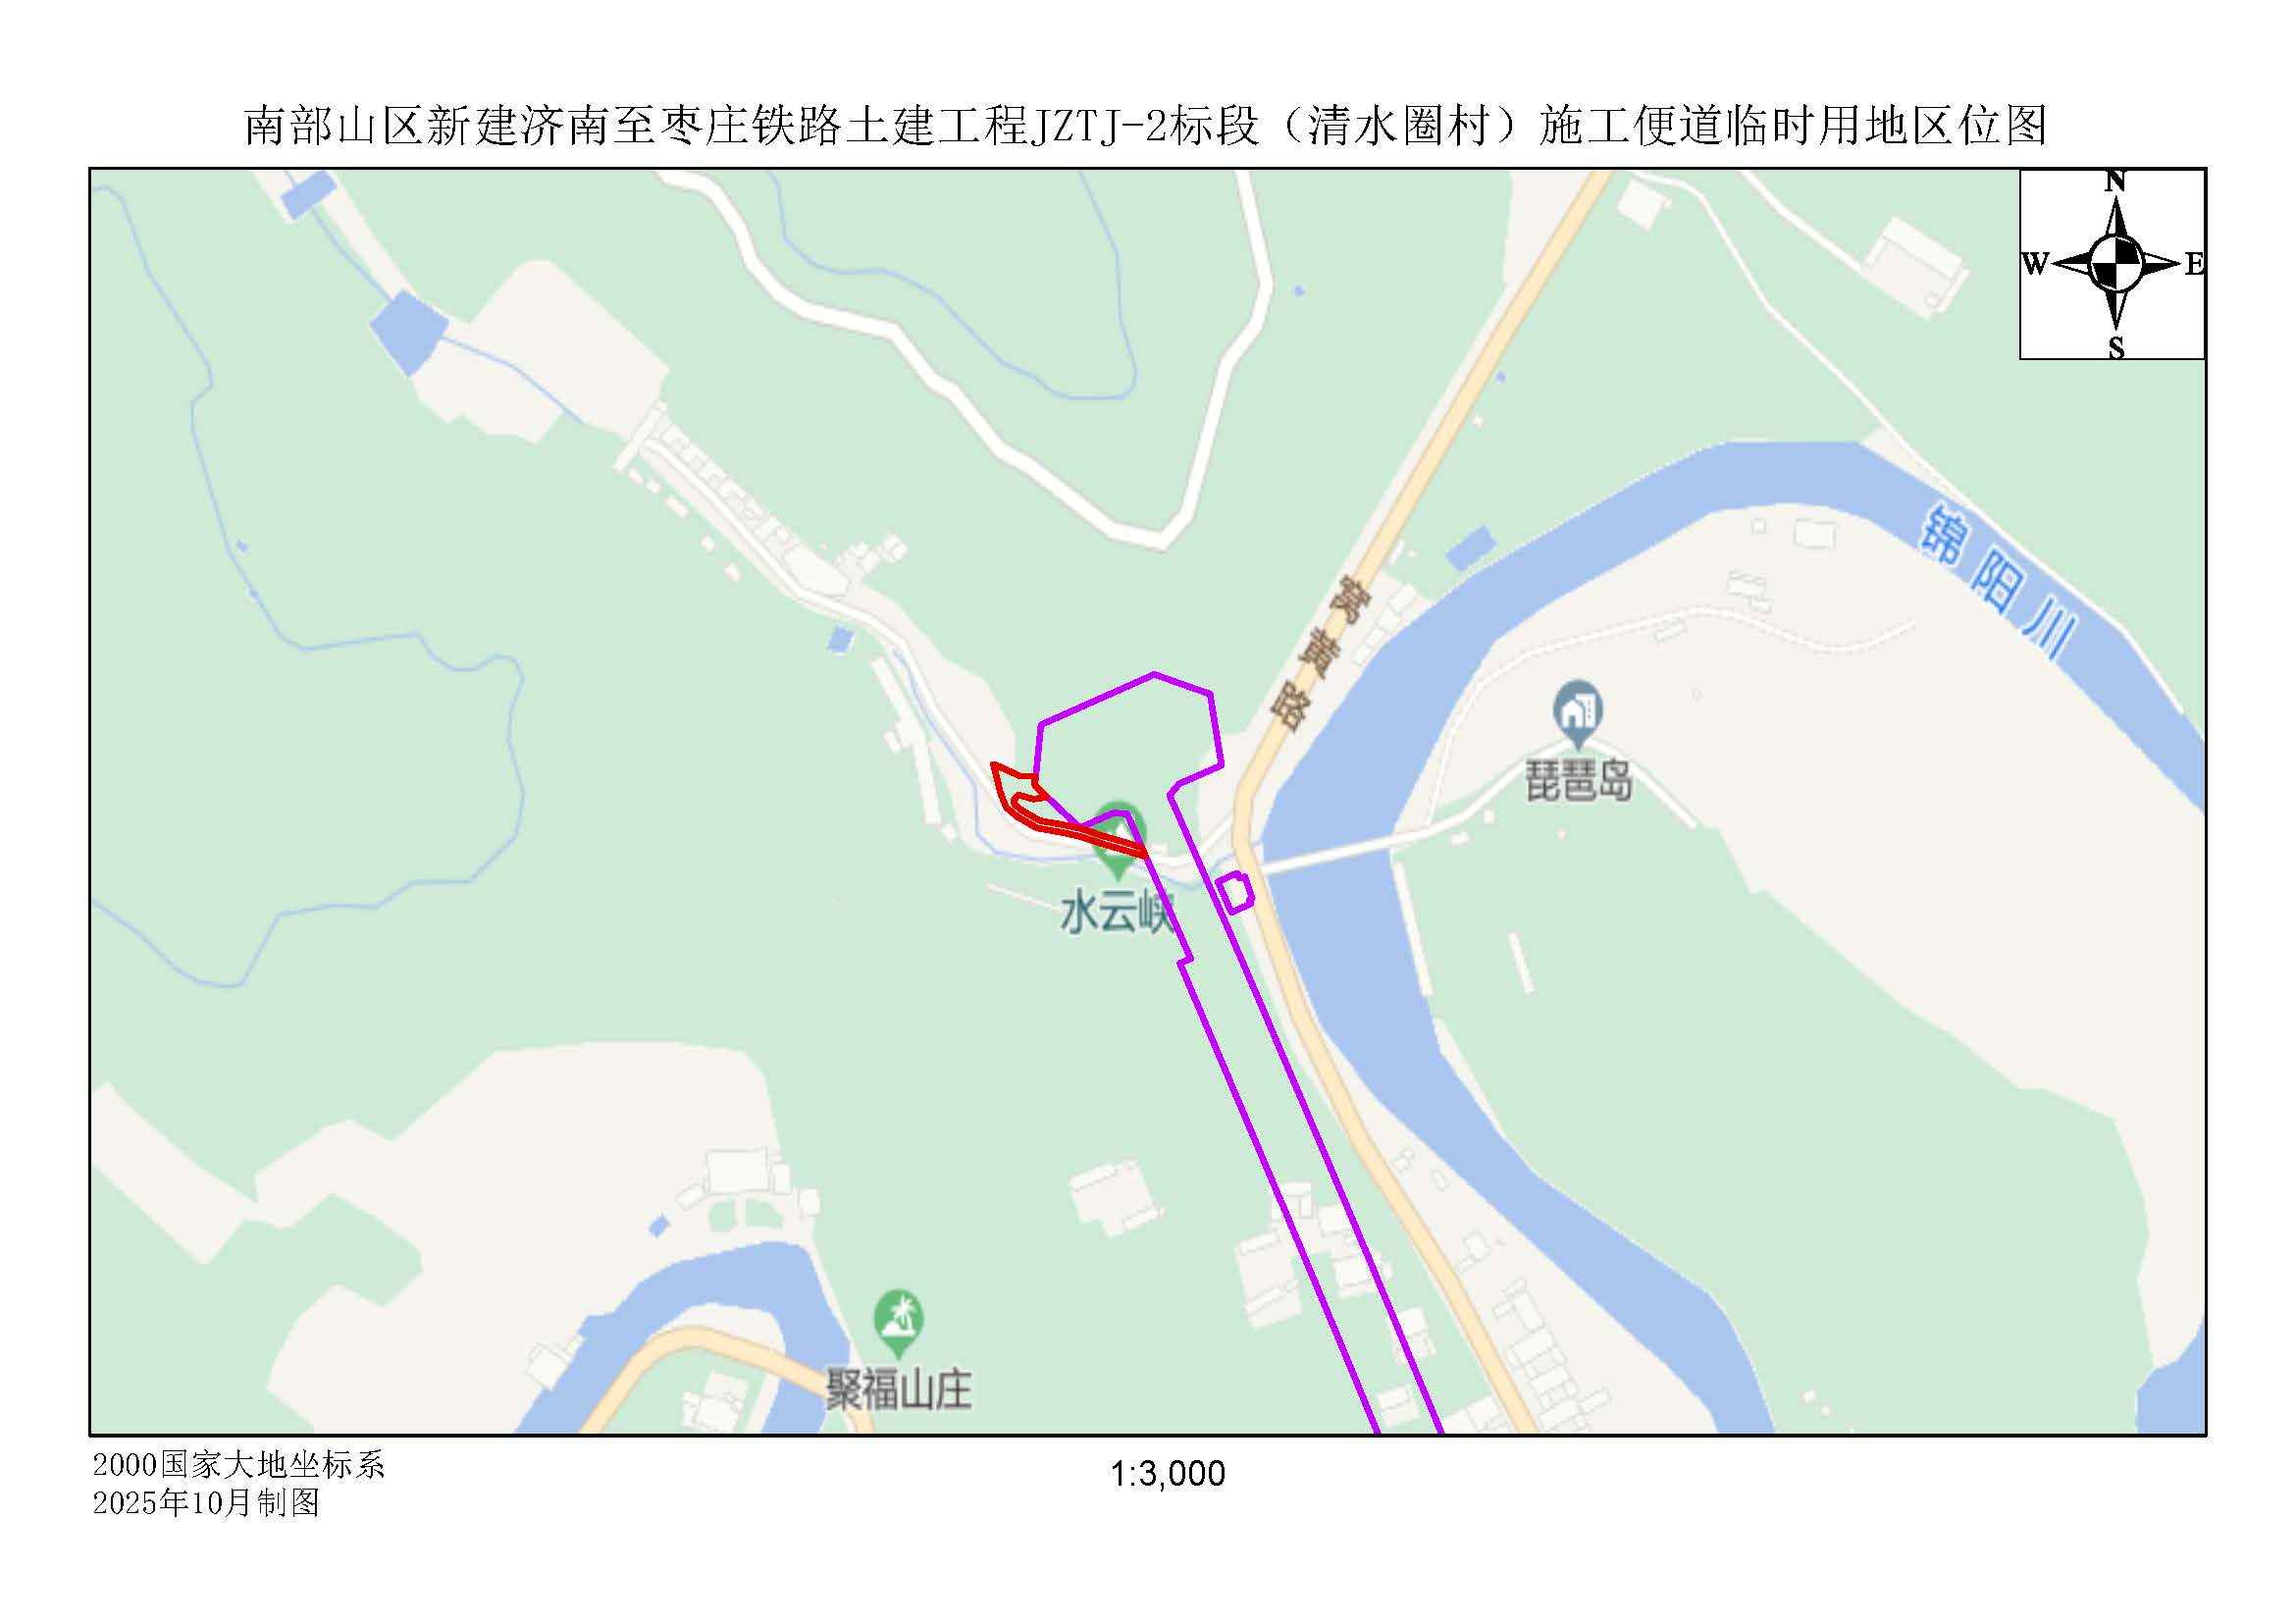 南部山区新建济南至枣庄铁路土建工程JZTJ-2标段（清水圈村）施工便道临时用地区位图
N
W E
S
锦阳川
窝黄路
琵琶岛
水云峡
聚福山庄
2000国家大地坐标系
1:3,000
2025年10月制图